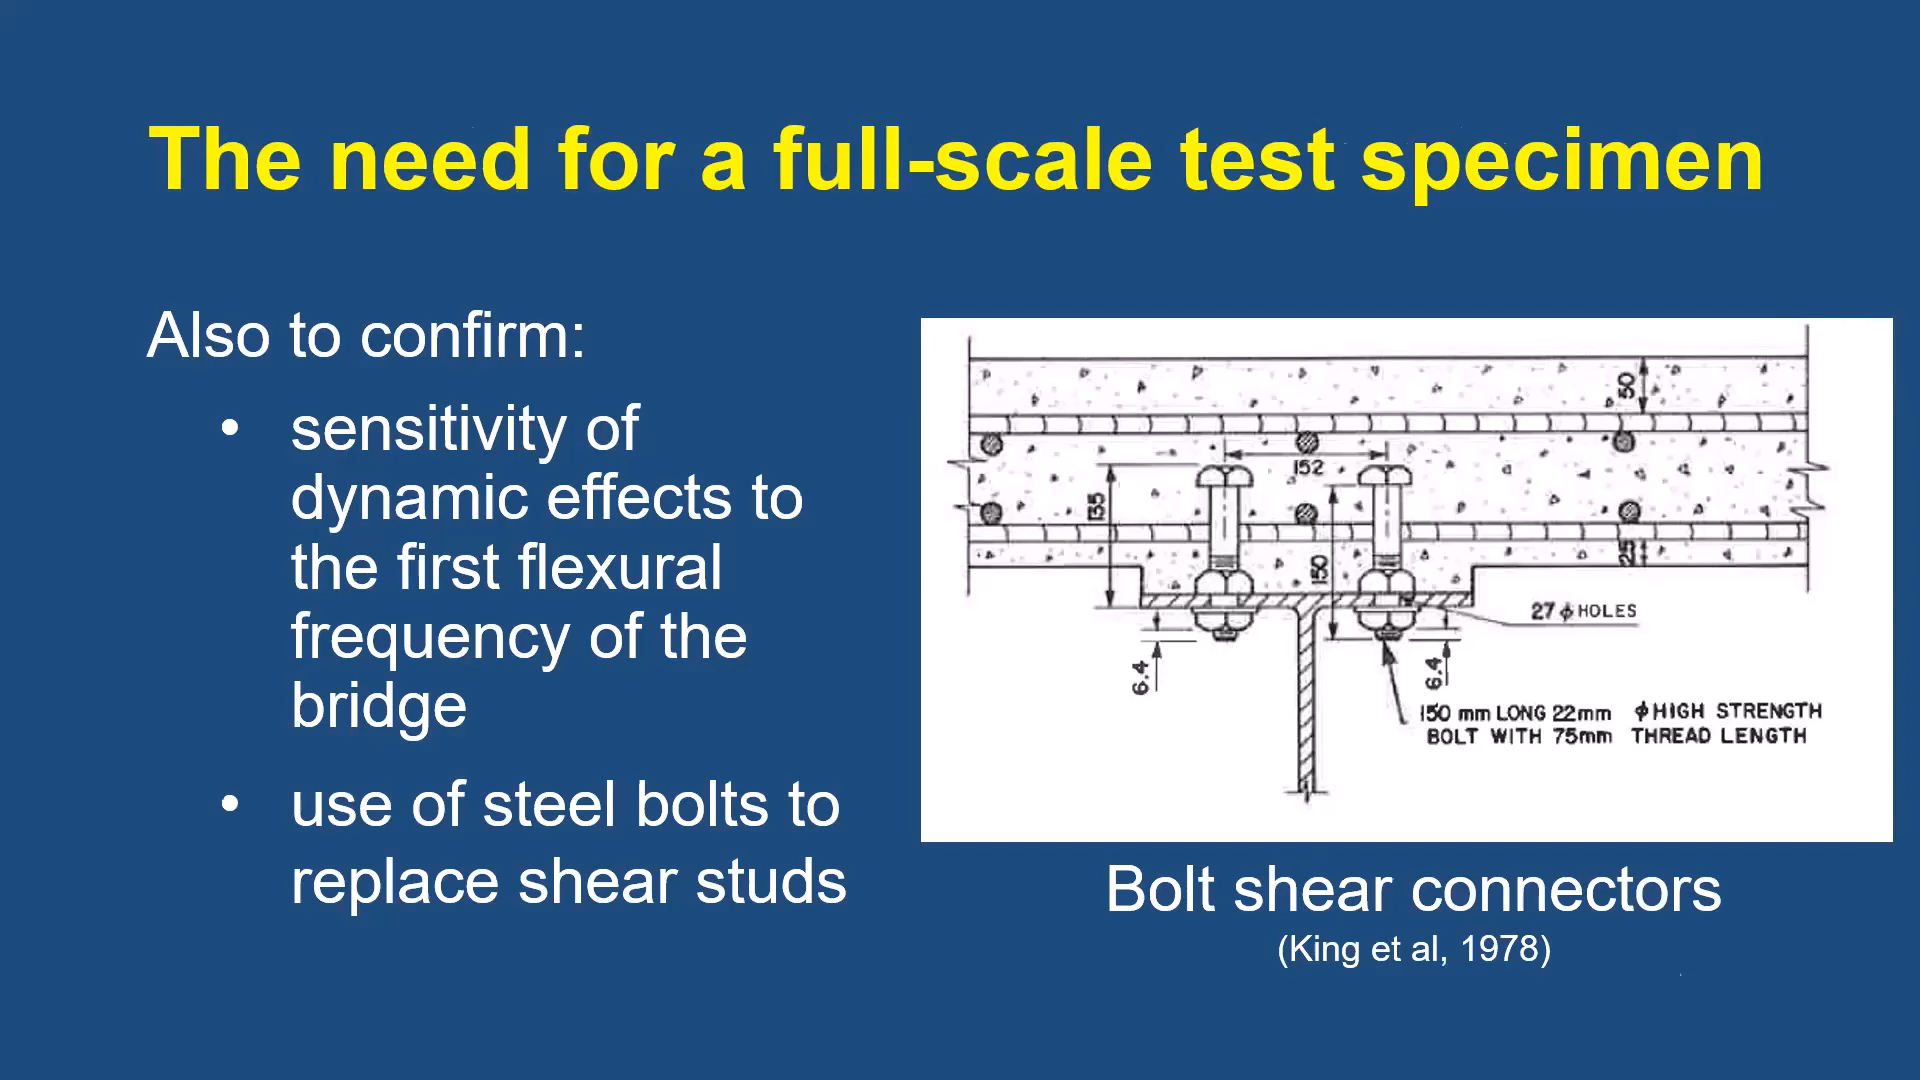 The need for a full-scale test specimen
Also to confirm:
• sensitivity of
dynamic effects to
the first flexural
frequency of the
bridge
• use of steel bolts to
replace shear studs
50
152
135
150
25
27 ϕ HOLES
6.4
6.4
150 mm LONG 22mm ϕ HIGH STRENGTH
BOLT WITH 75mm THREAD LENGTH
Bolt shear connectors
(King et al, 1978)